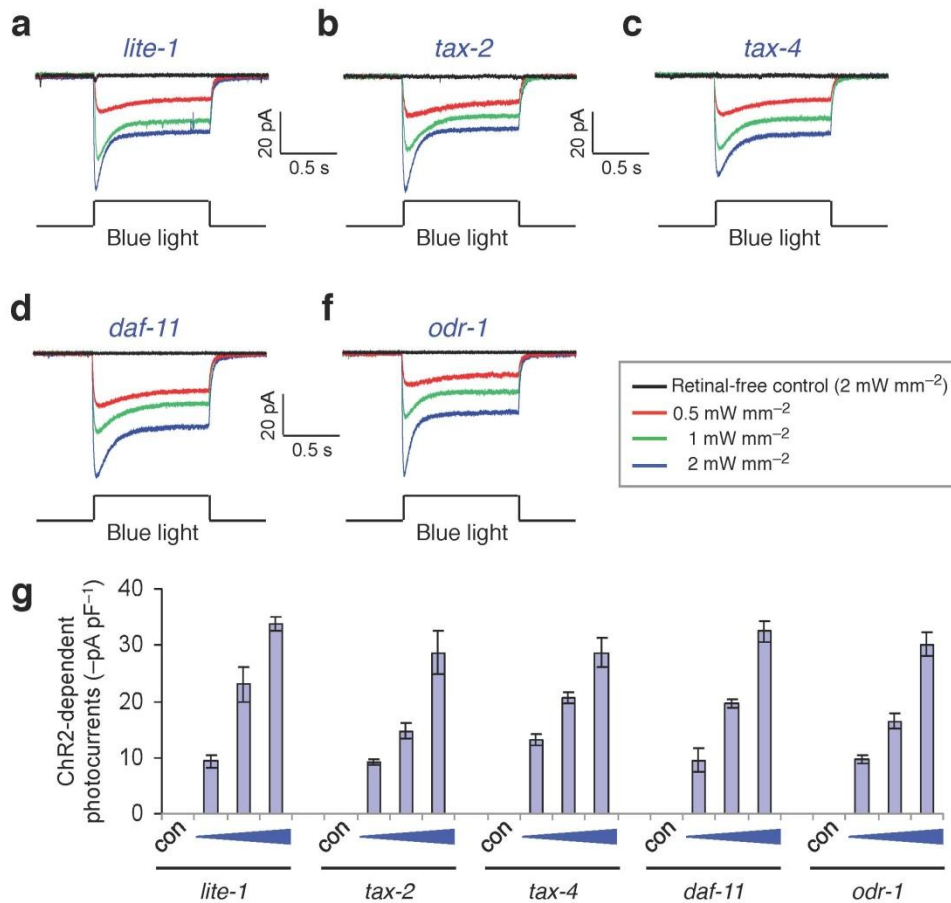 a
lite-1
20 pA
0.5 s
Blue light
b
tax-2
20 pA
0.5 s
Blue light
c
tax-4
Blue light
d
daf-11
20 pA
0.5 s
Blue light
f
odr-1
Blue light
Retinal-free control (2 mW mm⁻²)
0.5 mW mm⁻²
1 mW mm⁻²
2 mW mm⁻²
g
ChR2-dependent
photocurrents (–pA pF⁻¹)
40
30
20
10
0
con con con con con
lite-1 tax-2 tax-4 daf-11 odr-1